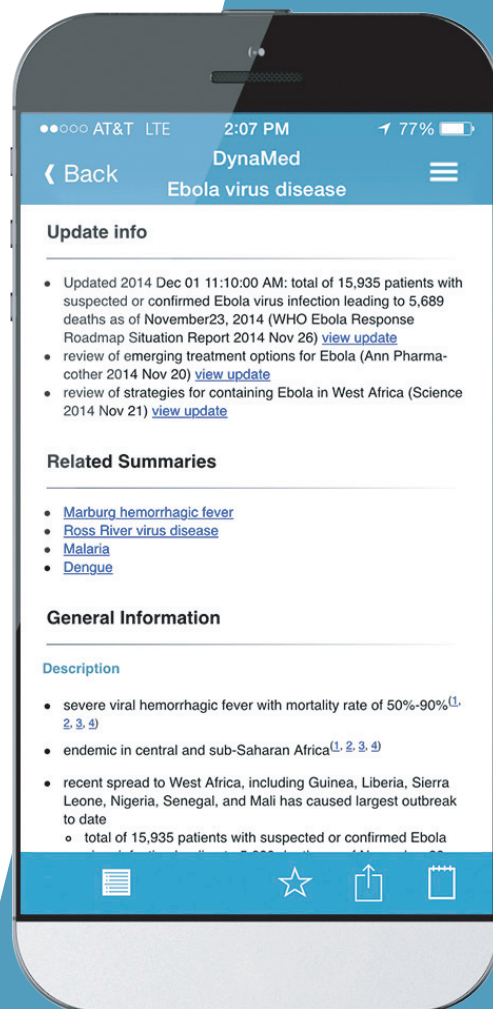 AT&T LTE 2:07 PM 77%
Back
DynaMed
Ebola virus disease
Update info
• Updated 2014 Dec 01 11:10:00 AM: total of 15,935 patients with
suspected or confirmed Ebola virus infection leading to 5,689
deaths as of November23, 2014 (WHO Ebola Response
Roadmap Situation Report 2014 Nov 26) view update
• review of emerging treatment options for Ebola (Ann Pharma-
cother 2014 Nov 20) view update
• review of strategies for containing Ebola in West Africa (Science
2014 Nov 21) view update
Related Summaries
• Marburg hemorrhagic fever
• Ross River virus disease
• Malaria
• Dengue
General Information
Description
• severe viral hemorrhagic fever with mortality rate of 50%-90%(1,
2, 3, 4)
• endemic in central and sub-Saharan Africa(1, 2, 3, 4)
• recent spread to West Africa, including Guinea, Liberia, Sierra
Leone, Nigeria, Senegal, and Mali has caused largest outbreak
to date
o total of 15,935 patients with suspected or confirmed Ebola